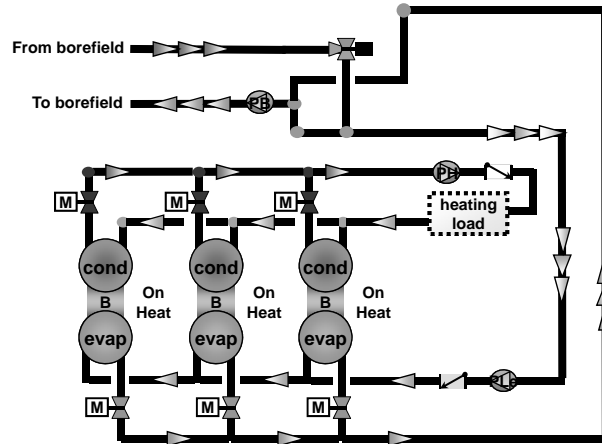 From borefield
To borefield
PB
PH
M
M
M
heating
load
cond
cond
cond
B
On
Heat
B
On
Heat
B
On
Heat
evap
evap
evap
PLe
M
M
M